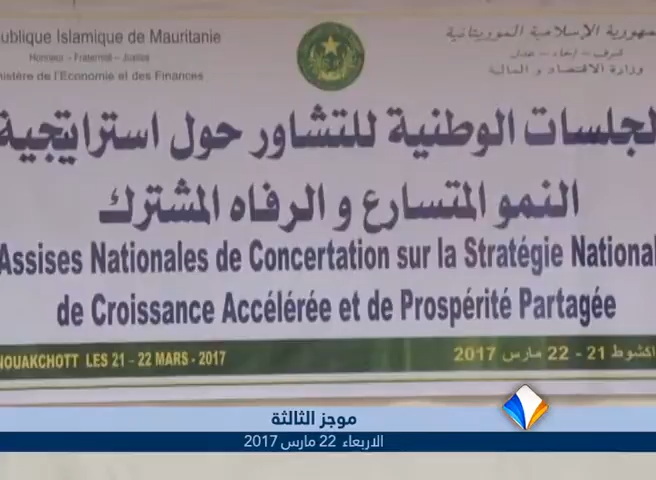 ublique Islamique de Mauritanie
Honneur - Fraternité - Justice
nistère de l'Economie et des Finances
مهورية الإسلامية الموريتانية
شرف - إخاء - عدل
وزارة الاقتصاد و المالية
لجلسات الوطنية للتشاور حول استراتيجية
النمو المتسارع و الرفاه المشترك
Assises Nationales de Concertation sur la Stratégie National
de Croissance Accélérée et de Prospérité Partagée
NOUAKCHOTT LES 21 - 22 MARS - 2017
اكشوط 21 - 22 مارس 2017
موجز الثالثة
الاربعاء 22 مارس 2017